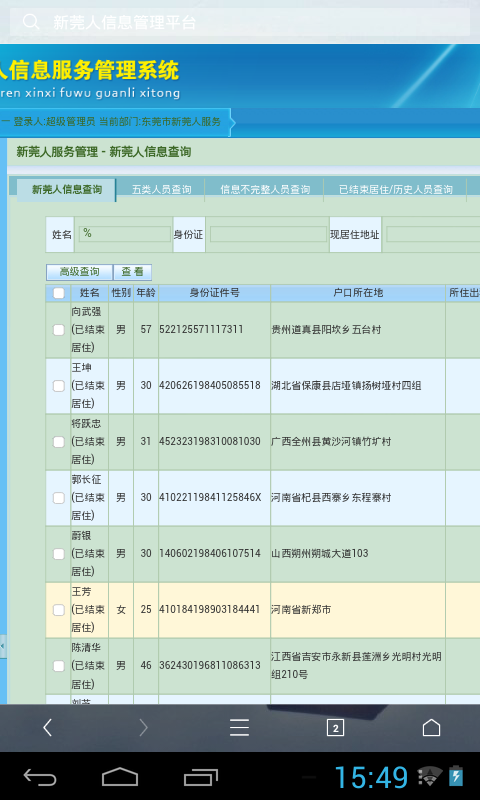 新莞人信息管理平台
人信息服务管理系统
ren xinxi fuwu guanli xitong
登录人:超级管理员 当前部门:东莞市新莞人服务
新莞人服务管理 - 新莞人信息查询
新莞人信息查询 五类人员查询 信息不完整人员查询 已结束居住/历史人员查询
姓名 % 身份证 现居住地址
高级查询 查 看
姓名 性别 年龄 身份证件号 户口所在地 所住出
向武强
(已结束 男 57 522125571117311 贵州道真县阳坎乡五台村
居住)
王坤
(已结束 男 30 420626198405085518 湖北省保康县店垭镇扬树垭村四组
居住)
将跃忠
(已结束 男 31 452323198310081030 广西全州县黄沙河镇竹圹村
居住)
郭长征
(已结束 男 30 41022119841125846X 河南省杞县西寨乡东程寨村
居住)
蔚银
(已结束 男 30 140602198406107514 山西朔州朔城大道103
居住)
王芳
(已结束 女 25 410184198903184441 河南省新郑市
居住)
陈清华
(已结束 男 46 362430196811086313 江西省吉安市永新县莲洲乡光明村光明
居住) 组210号
2
15:49